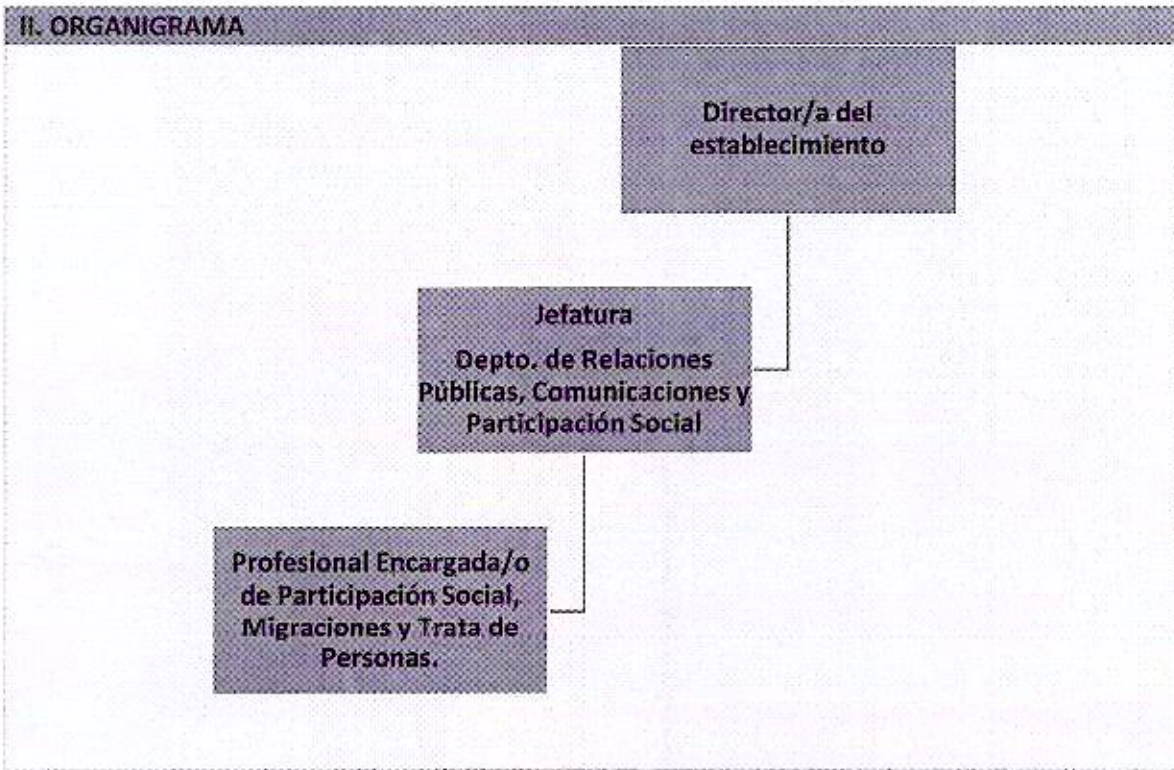 II. ORGANIGRAMA
Director/a del
establecimiento
Jefatura
Depto. de Relaciones
Públicas, Comunicaciones y
Participación Social
Profesional Encargada/o
de Participación Social,
Migraciones y Trata de
Personas.